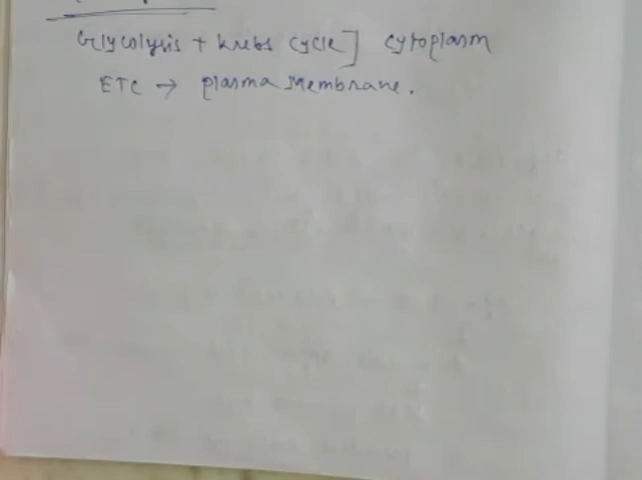 Glycolysis + Krebs cycle] cytoplasm
ETC → plasma Membrane.